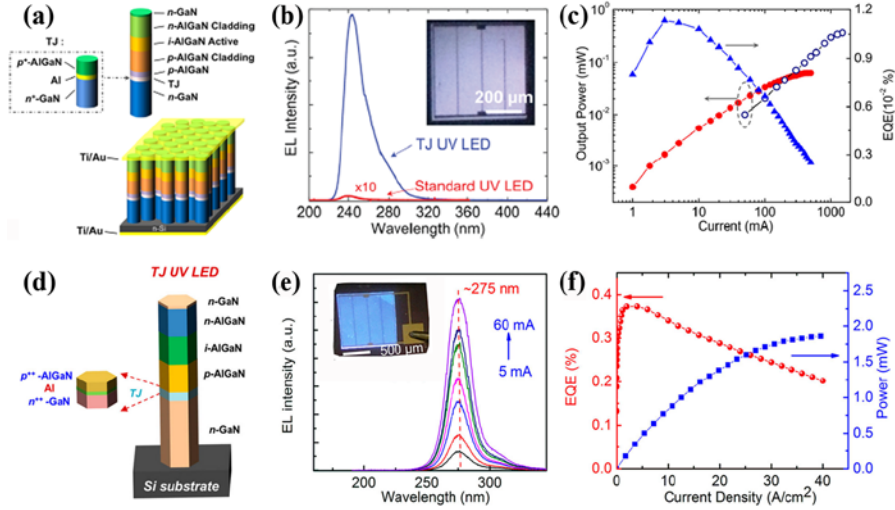 (a)
TJ :
p⁺-AlGaN
Al
n⁺-GaN
n-GaN
n-AlGaN Cladding
i-AlGaN Active
p-AlGaN Cladding
p-AlGaN
TJ
n-GaN
Ti/Au
n-Si
Ti/Au
(b)
EL Intensity (a.u.)
200 μm
TJ UV LED
x10
Standard UV LED
200 240 280 320 360 400 440
Wavelength (nm)
(c)
Output Power (mW)
10⁰
10⁻¹
10⁻²
10⁻³
1 10 100 1000
Current (mA)
1.2
0.9
0.6
0.3
0.0
EQE(10⁻² %)
(d)
TJ UV LED
n-GaN
n-AlGaN
i-AlGaN
p-AlGaN
p⁺⁺-AlGaN
Al
n⁺⁺-GaN
TJ
n-GaN
Si substrate
(e)
EL intensity (a.u.)
500 μm
~275 nm
60 mA
5 mA
200 250 300
Wavelength (nm)
(f)
EQE (%)
0.4
0.3
0.2
0.1
0.0
0 10 20 30 40
Current Density (A/cm²)
2.5
2.0
1.5
1.0
0.5
0.0
Power (mW)